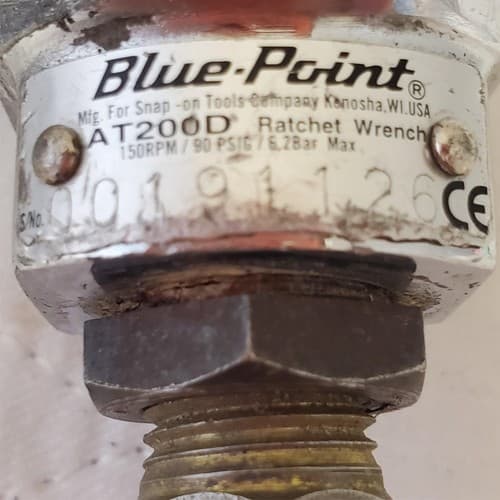 Blue-Point®
Mfg. For Snap-on Tools Company Kenosha,WI.USA
AT200D Ratchet Wrench
150RPM / 90 PSIG / 6.2Bar Max
S/No. 00191126 CE